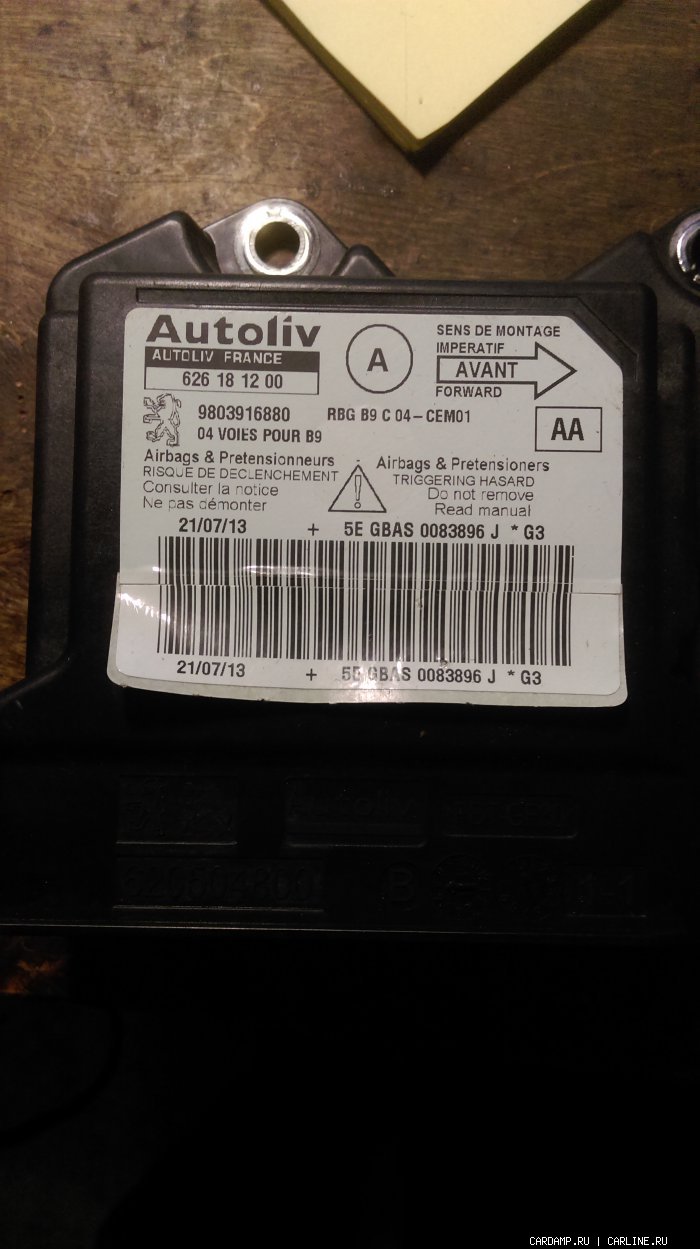 Autoliv
AUTOLIV FRANCE
626 18 12 00
A
SENS DE MONTAGE
IMPERATIF
AVANT
FORWARD
9803916880 RBG B9 C 04-CEM01
04 VOIES POUR B9
AA
Airbags & Pretensionneurs
RISQUE DE DECLENCHEMENT
Consulter la notice
Ne pas démonter
Airbags & Pretensioners
TRIGGERING HASARD
Do not remove
Read manual
21/07/13 + 5E GBAS 0083896 J * G3
21/07/13 + 5E GBAS 0083896 J * G3
Autoliv
B
1-1
CARDAMP.RU | CARLINE.RU